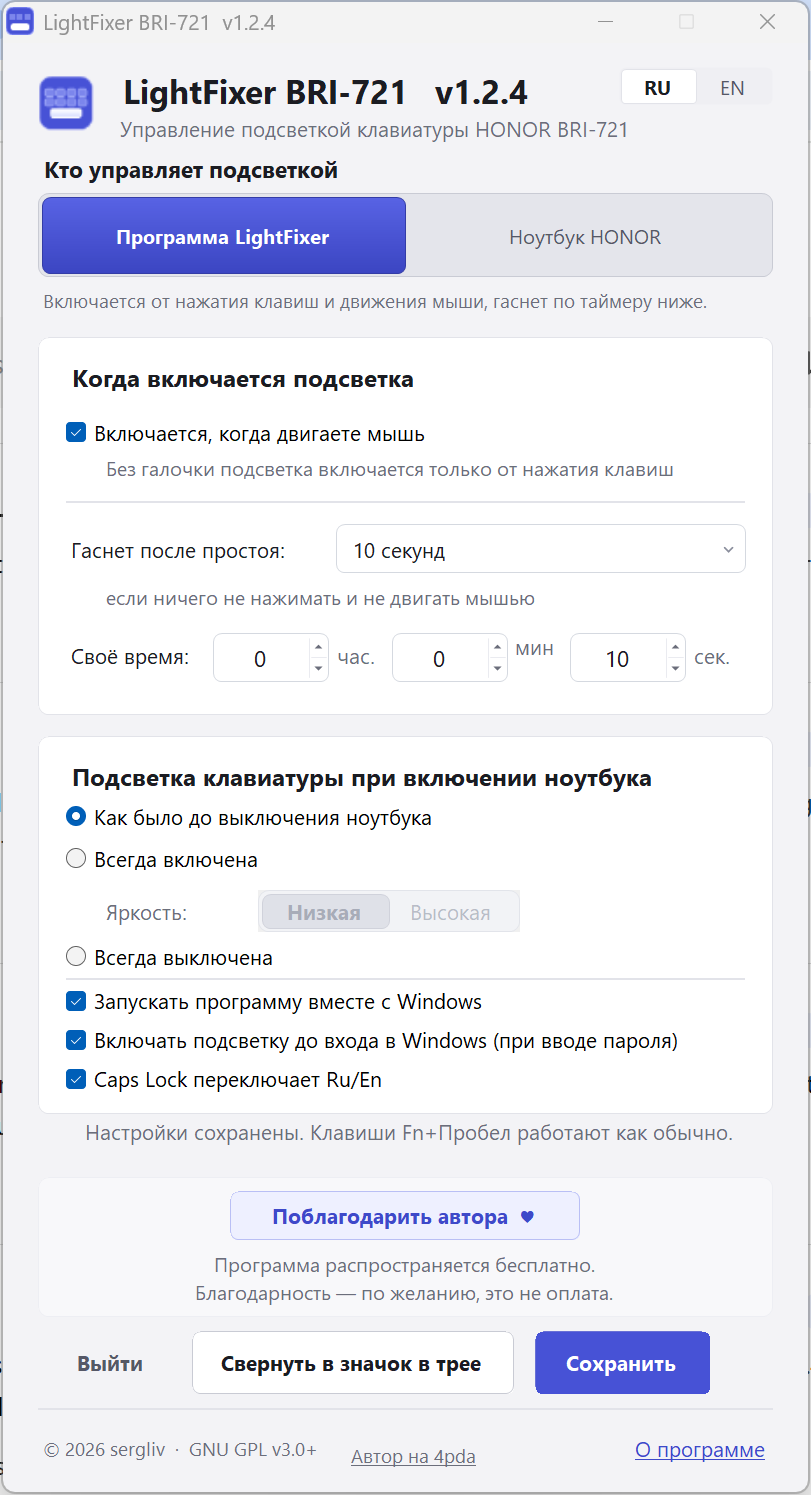 LightFixer BRI-721 v1.2.4
LightFixer BRI-721 v1.2.4
RU EN
Управление подсветкой клавиатуры HONOR BRI-721
Кто управляет подсветкой
Программа LightFixer Ноутбук HONOR
Включается от нажатия клавиш и движения мыши, гаснет по таймеру ниже.
Когда включается подсветка
Включается, когда двигаете мышь
Без галочки подсветка включается только от нажатия клавиш
Гаснет после простоя: 10 секунд
если ничего не нажимать и не двигать мышью
Своё время: 0 час. 0 мин 10 сек.
Подсветка клавиатуры при включении ноутбука
Как было до выключения ноутбука
Всегда включена
Яркость: Низкая Высокая
Всегда выключена
Запускать программу вместе с Windows
Включать подсветку до входа в Windows (при вводе пароля)
Caps Lock переключает Ru/En
Настройки сохранены. Клавиши Fn+Пробел работают как обычно.
Поблагодарить автора ♥
Программа распространяется бесплатно.
Благодарность — по желанию, это не оплата.
Выйти Свернуть в значок в трее Сохранить
© 2026 sergliv · GNU GPL v3.0+ Автор на 4pda О программе